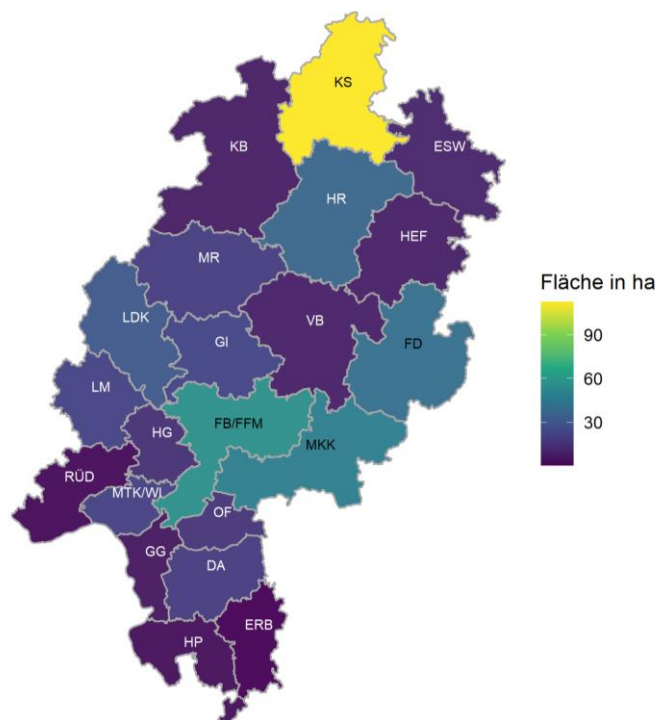 KS
KB
ESW
HR
HEF
MR
Fläche in ha
LDK
VB
GI
FD
90
LM
60
FB/FFM
HG
30
MKK
RÜD
MTK/WI
OF
GG
DA
ERB
HP